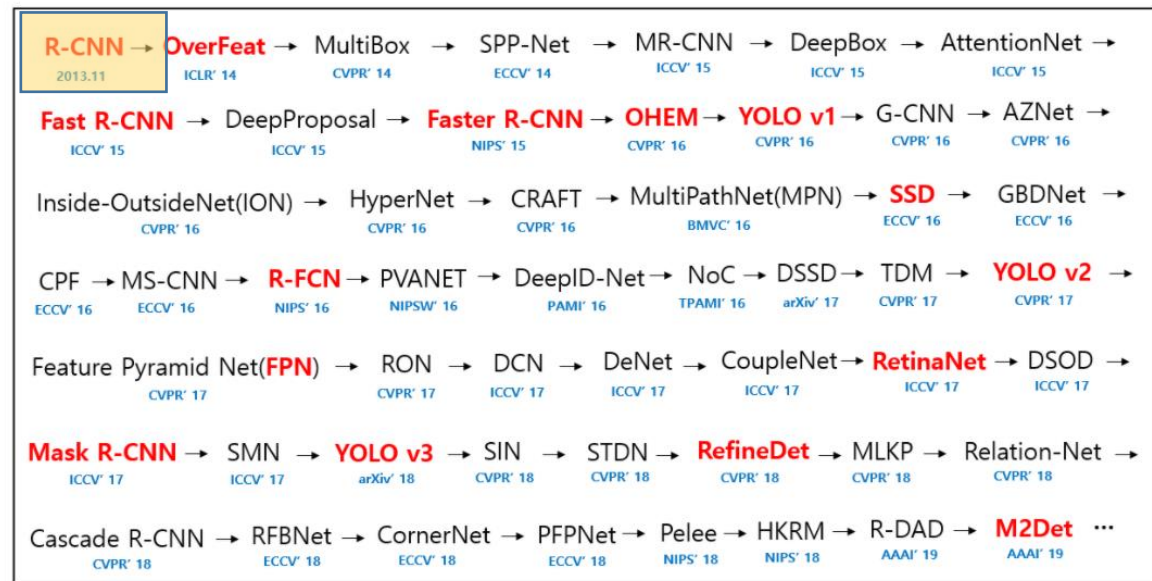 R-CNN → OverFeat → MultiBox → SPP-Net → MR-CNN → DeepBox → AttentionNet →
2013.11 ICLR' 14 CVPR' 14 ECCV' 14 ICCV' 15 ICCV' 15 ICCV' 15
Fast R-CNN → DeepProposal → Faster R-CNN → OHEM → YOLO v1 → G-CNN → AZNet →
ICCV' 15 ICCV' 15 NIPS' 15 CVPR' 16 CVPR' 16 CVPR' 16 CVPR' 16
Inside-OutsideNet(ION) → HyperNet → CRAFT → MultiPathNet(MPN) → SSD → GBDNet →
CVPR' 16 CVPR' 16 CVPR' 16 BMVC' 16 ECCV' 16 ECCV' 16
CPF → MS-CNN → R-FCN → PVANET → DeepID-Net → NoC → DSSD → TDM → YOLO v2 →
ECCV' 16 ECCV' 16 NIPS' 16 NIPSW' 16 PAMI' 16 TPAMI' 16 arXiv' 17 CVPR' 17 CVPR' 17
Feature Pyramid Net(FPN) → RON → DCN → DeNet → CoupleNet → RetinaNet → DSOD →
CVPR' 17 CVPR' 17 ICCV' 17 ICCV' 17 ICCV' 17 ICCV' 17 ICCV' 17
Mask R-CNN → SMN → YOLO v3 → SIN → STDN → RefineDet → MLKP → Relation-Net →
ICCV' 17 ICCV' 17 arXiv' 18 CVPR' 18 CVPR' 18 CVPR' 18 CVPR' 18 CVPR' 18
Cascade R-CNN → RFBNet → CornerNet → PFPNet → Pelee → HKRM → R-DAD → M2Det ···
CVPR' 18 ECCV' 18 ECCV' 18 ECCV' 18 NIPS' 18 NIPS' 18 AAAI' 19 AAAI' 19